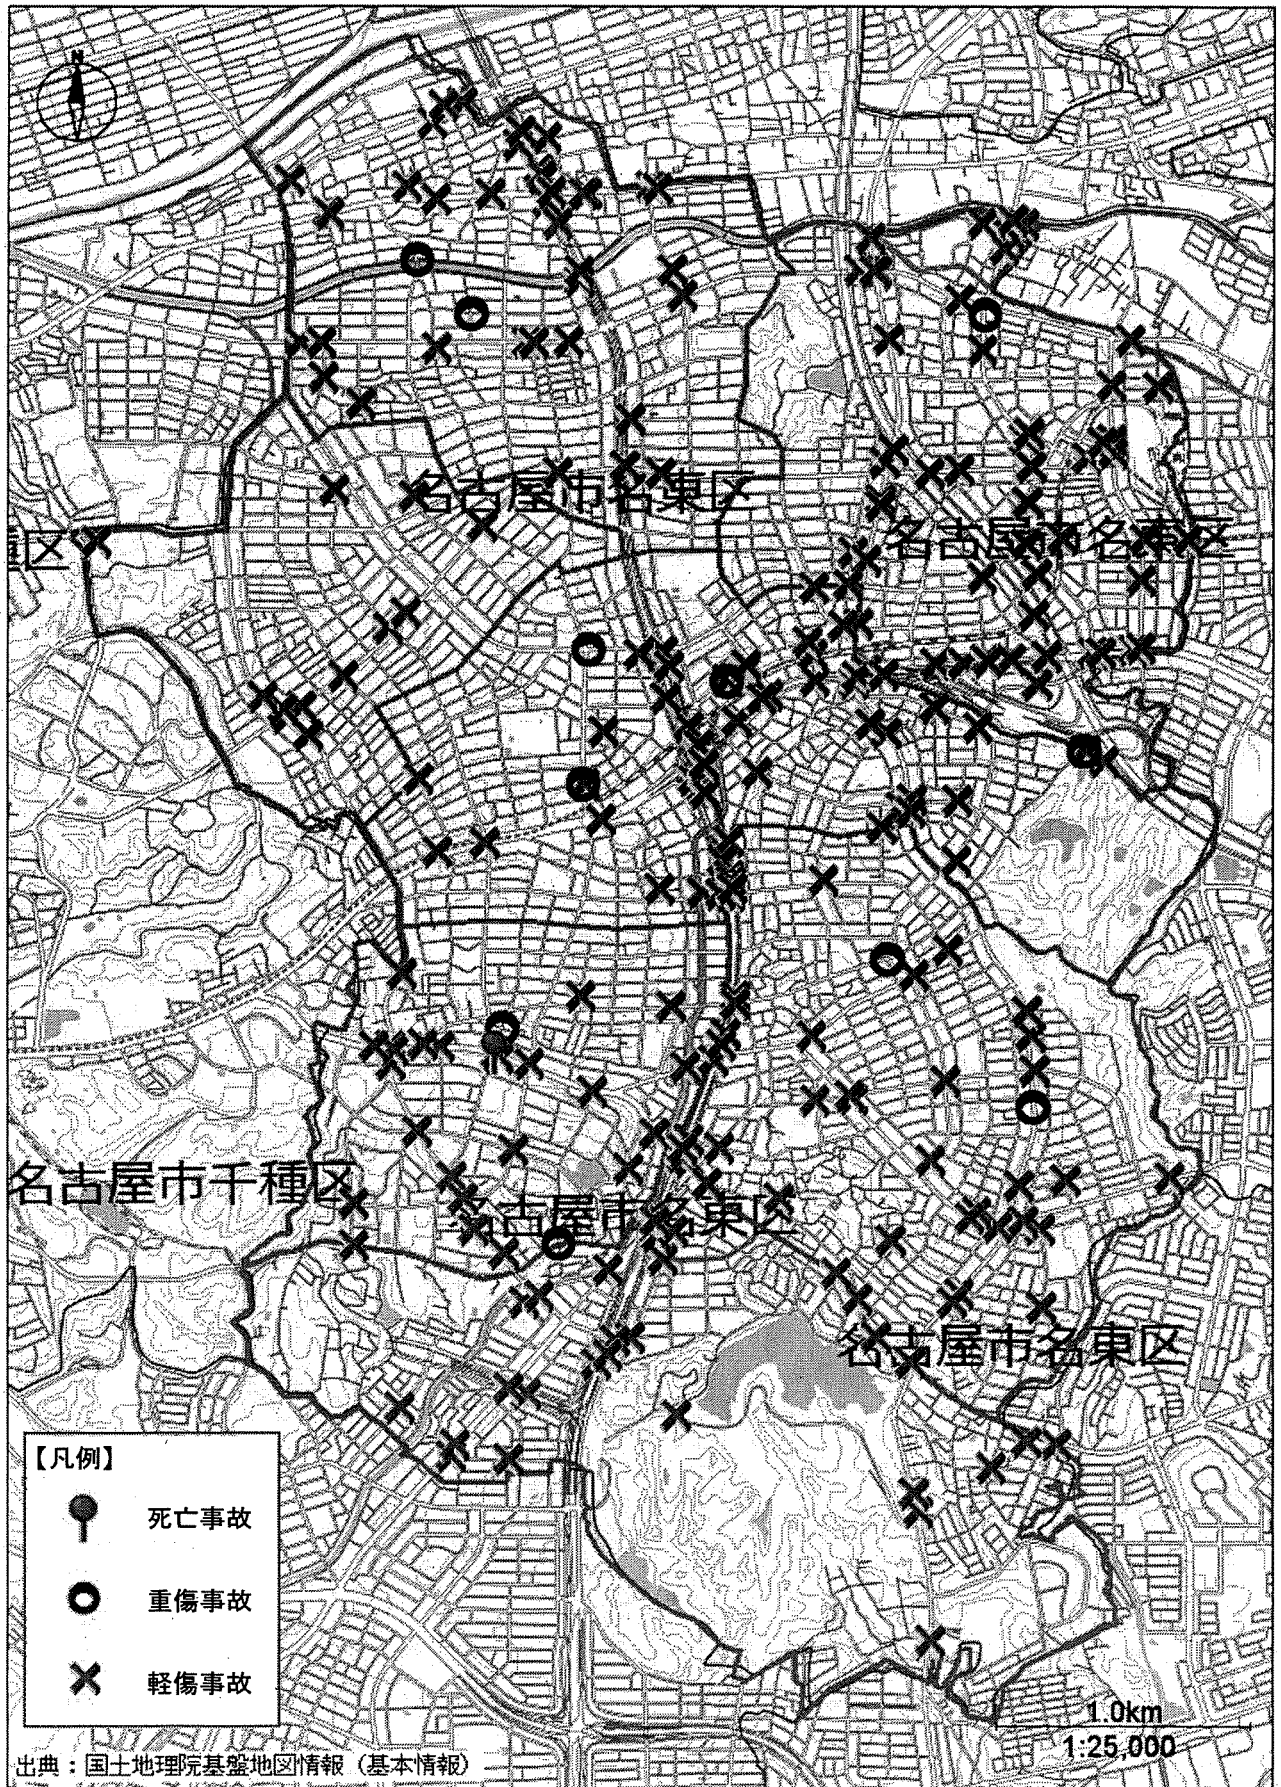 N
名古屋市名東区
名古屋市名東区
区
名古屋市千種区
名古屋市名東区
名古屋市名東区
【凡例】
死亡事故
重傷事故
軽傷事故
1.0km
1:25,000
出典：国土地理院基盤地図情報（基本情報）